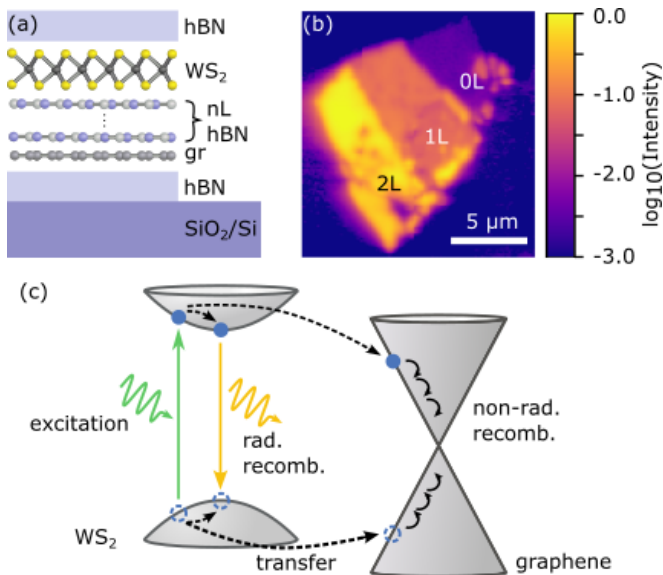 (a)
hBN
WS₂
nL
hBN
gr
hBN
SiO₂/Si
(b)
0L
1L
2L
5 μm
0.0
-1.0
-2.0
-3.0
log₁₀(Intensity)
(c)
excitation
rad.
recomb.
non-rad.
recomb.
WS₂
transfer
graphene